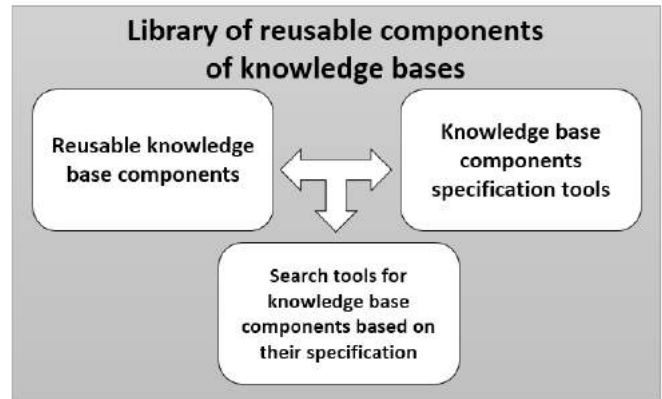 Library of reusable components
of knowledge bases
Reusable knowledge
base components
Knowledge base
components
specification tools
Search tools for
knowledge base
components based on
their specification